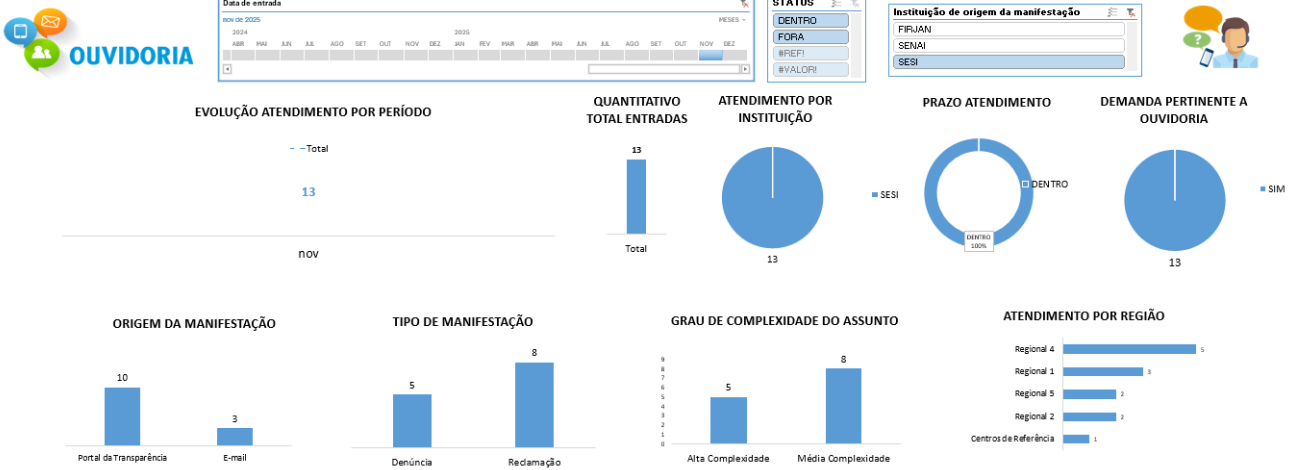 Data de entrada
nov de 2025
MESES
2024
2025
ABR MAI JUN JUL AGO SET OUT NOV DEZ JAN FEV MAR ABR MAI JUN JUL AGO SET OUT NOV DEZ
STATUS
DENTRO
FORA
#REF!
#VALOR!
Instituição de origem da manifestação
FIRJAN
SENAI
SESI
?
OUVIDORIA
EVOLUÇÃO ATENDIMENTO POR PERÍODO
Total
13
nov
QUANTITATIVO
TOTAL ENTRADAS
13
Total
ATENDIMENTO POR
INSTITUIÇÃO
SESI
13
PRAZO ATENDIMENTO
DENTRO
DENTRO
100%
DEMANDA PERTINENTE A
OUVIDORIA
SIM
13
ORIGEM DA MANIFESTAÇÃO
10
3
Portal da Transparência
E-mail
TIPO DE MANIFESTAÇÃO
5
8
Denúncia
Reclamação
GRAU DE COMPLEXIDADE DO ASSUNTO
9
8
7
6
5
4
3
2
1
0
5
8
Alta Complexidade
Média Complexidade
ATENDIMENTO POR REGIÃO
Regional 4 5
Regional 1 3
Regional 5 2
Regional 2 2
Centros de Referência 1